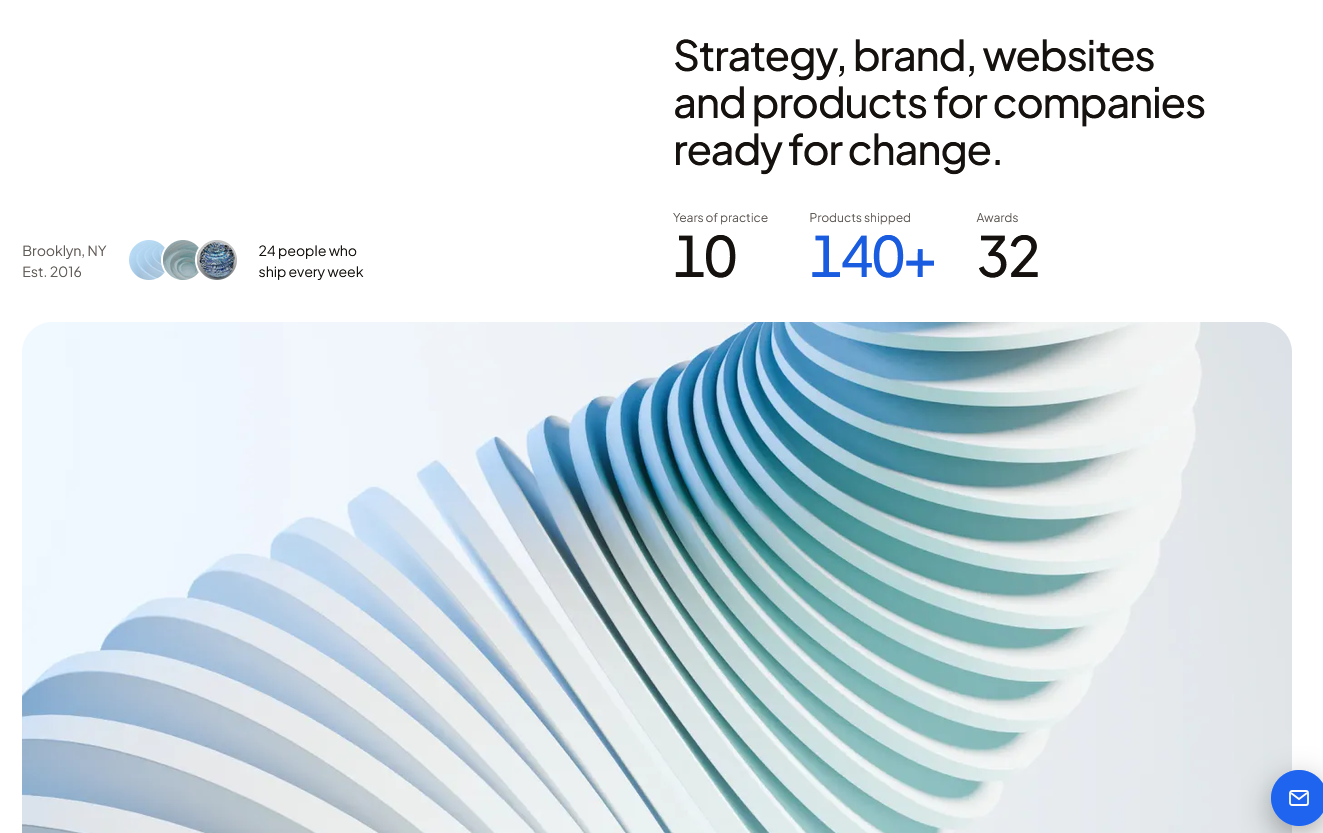 Strategy, brand, websites
and products for companies
ready for change.
Years of practice
10
Products shipped
140+
Awards
32
Brooklyn, NY
Est. 2016
24 people who
ship every week